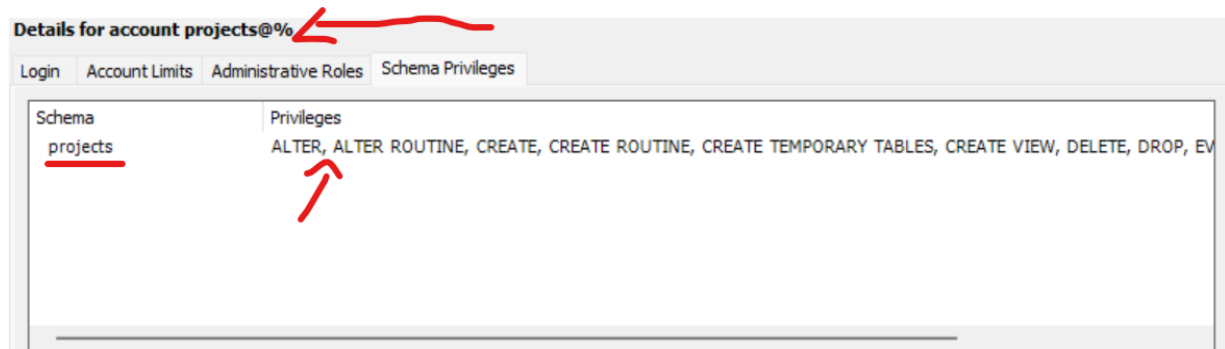 Details for account projects@%
Login Account Limits Administrative Roles Schema Privileges
Schema Privileges
projects ALTER, ALTER ROUTINE, CREATE, CREATE ROUTINE, CREATE TEMPORARY TABLES, CREATE VIEW, DELETE, DROP, EV